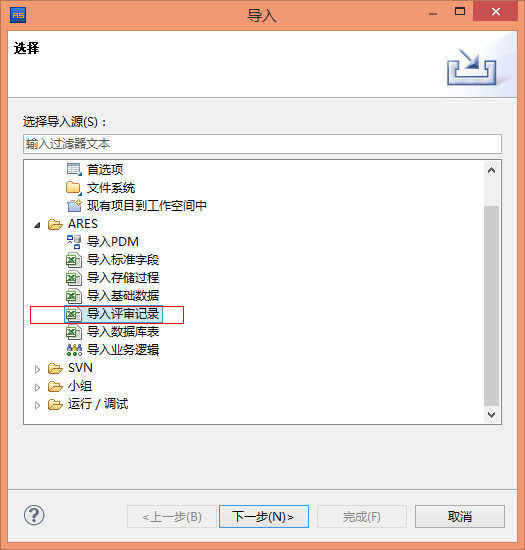 RS
导入
选择
选择导入源(S)：
输入过滤器文本
首选项
文件系统
现有项目到工作空间中
ARES
导入PDM
导入标准字段
导入存储过程
导入基础数据
导入评审记录
导入数据库表
导入业务逻辑
SVN
小组
运行 / 调试
?
<上一步(B)
下一步(N)>
完成(F)
取消